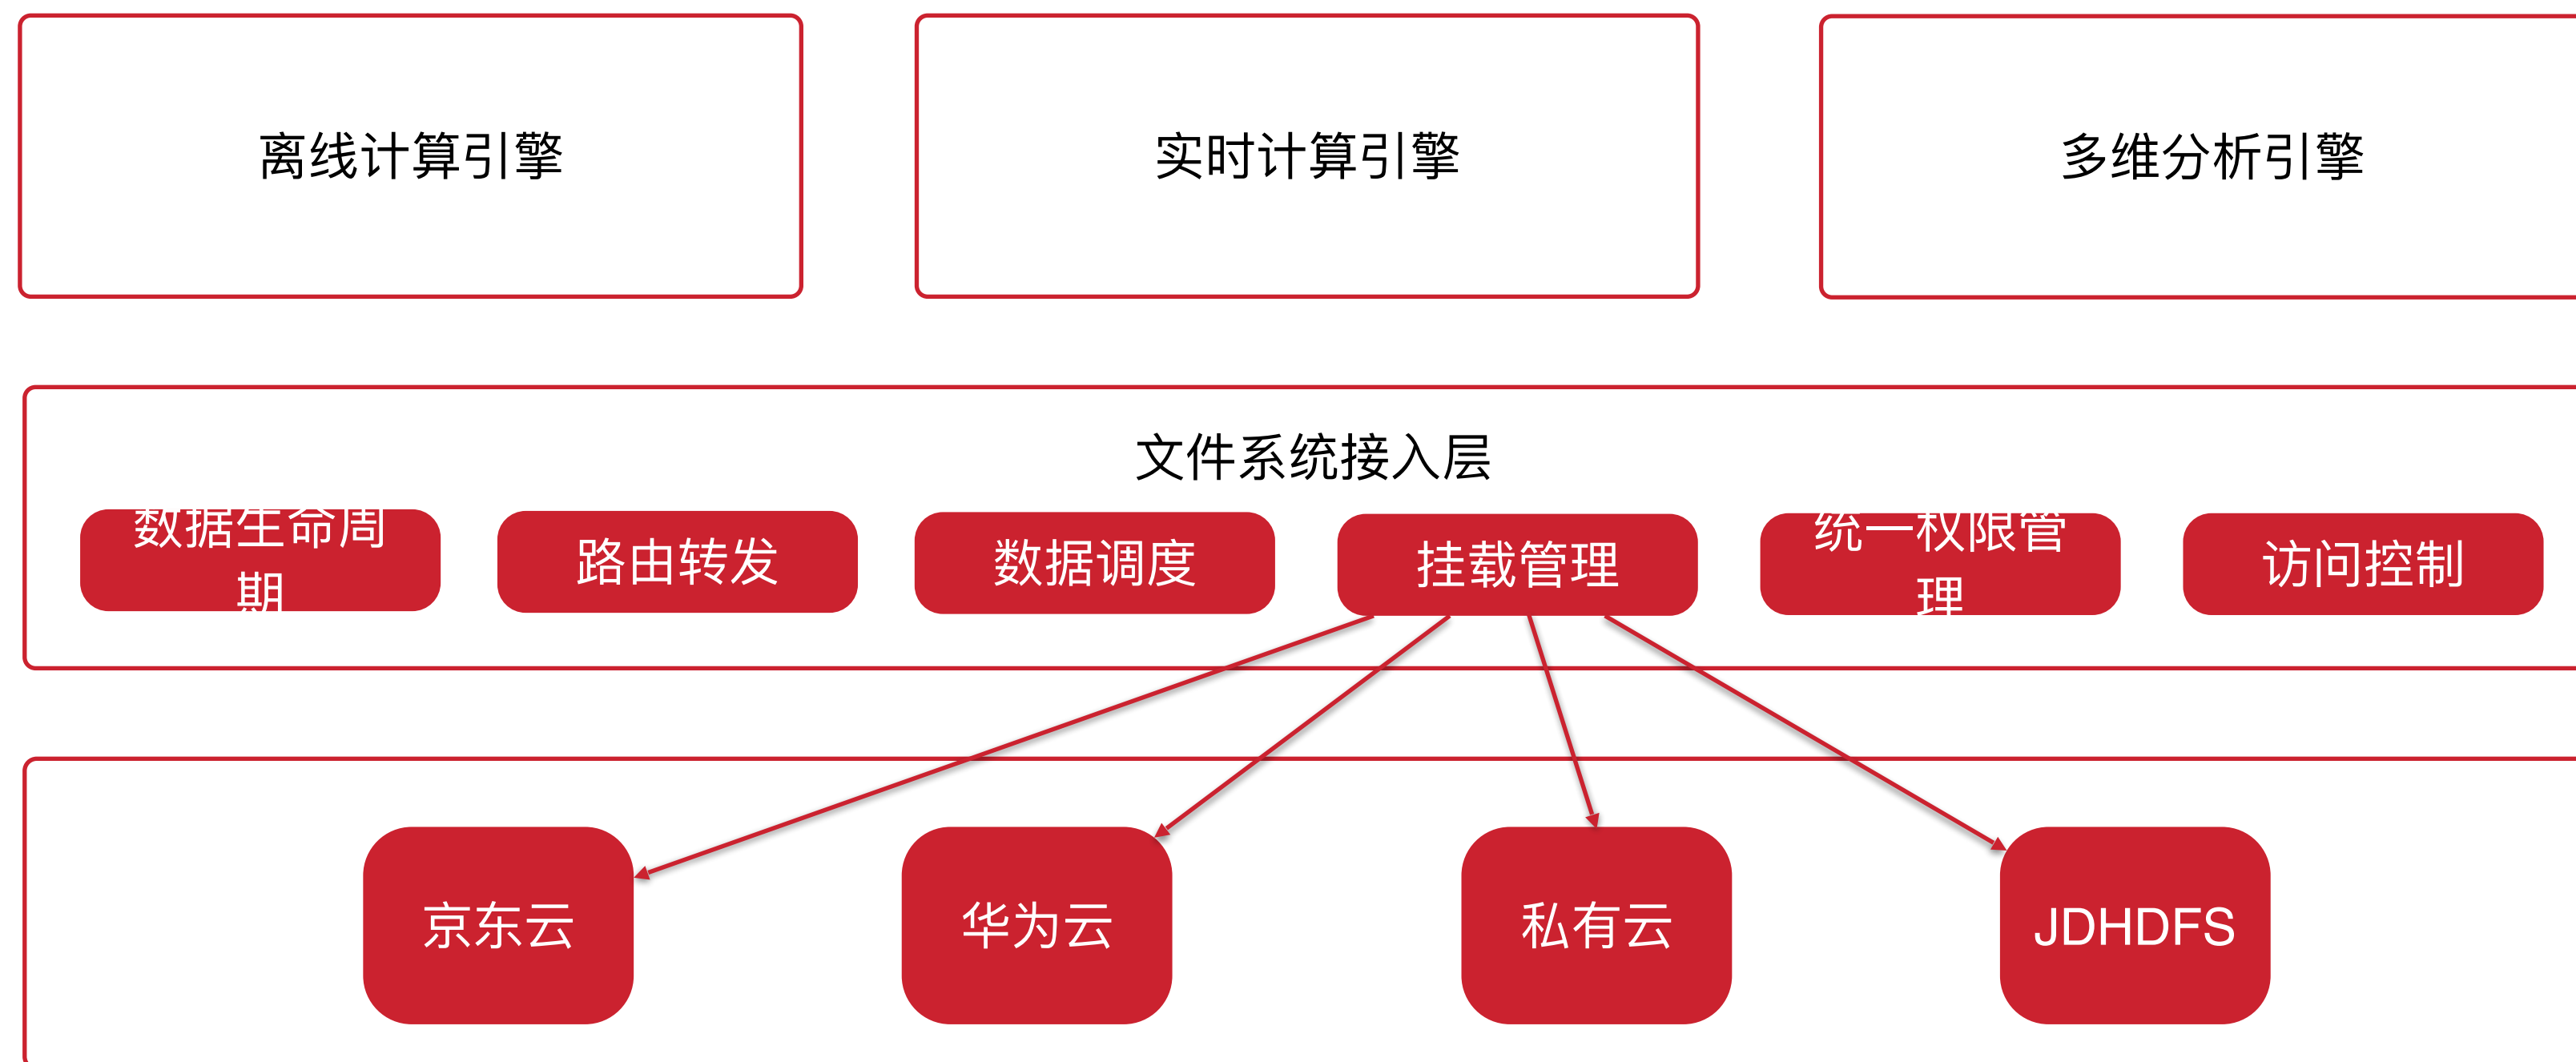 离线计算引擎
实时计算引擎
多维分析引擎
文件系统接入层
数据生命周
期
路由转发
数据调度
挂载管理
统一权限管
理
访问控制
京东云
华为云
私有云
JDHDFS